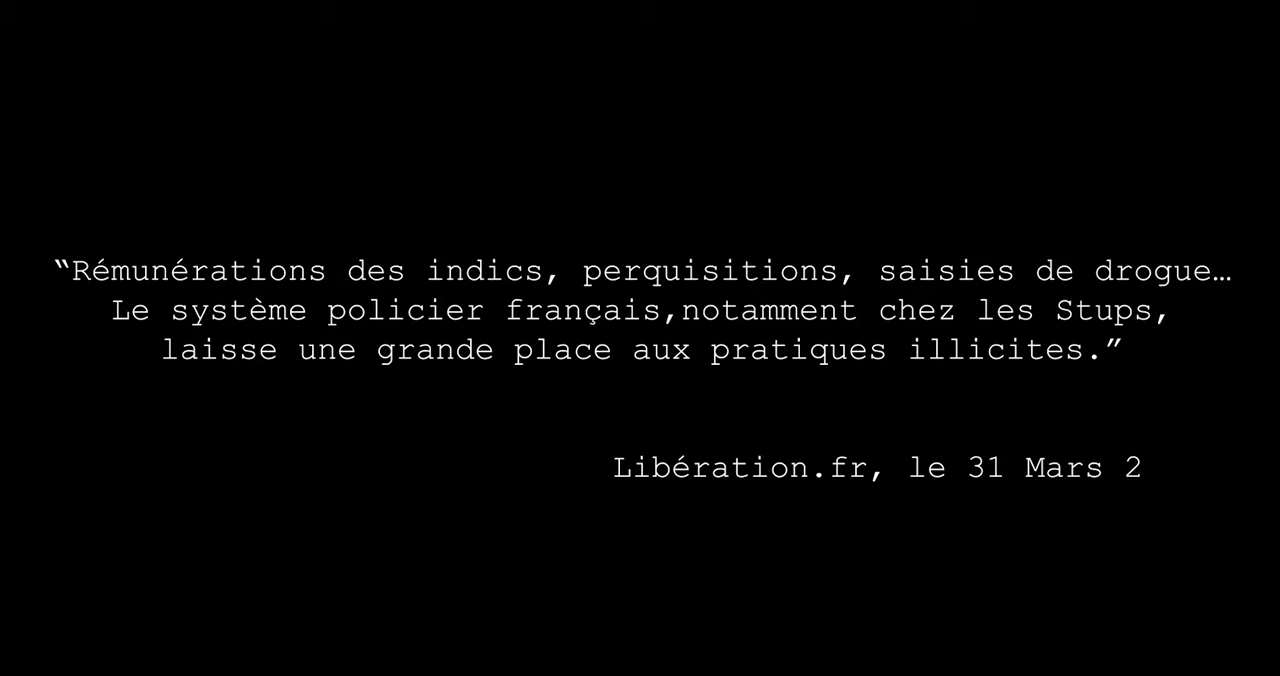 “Rémunérations des indics, perquisitions, saisies de drogue…
Le système policier français,notamment chez les Stups,
laisse une grande place aux pratiques illicites.”
Libération.fr, le 31 Mars 2